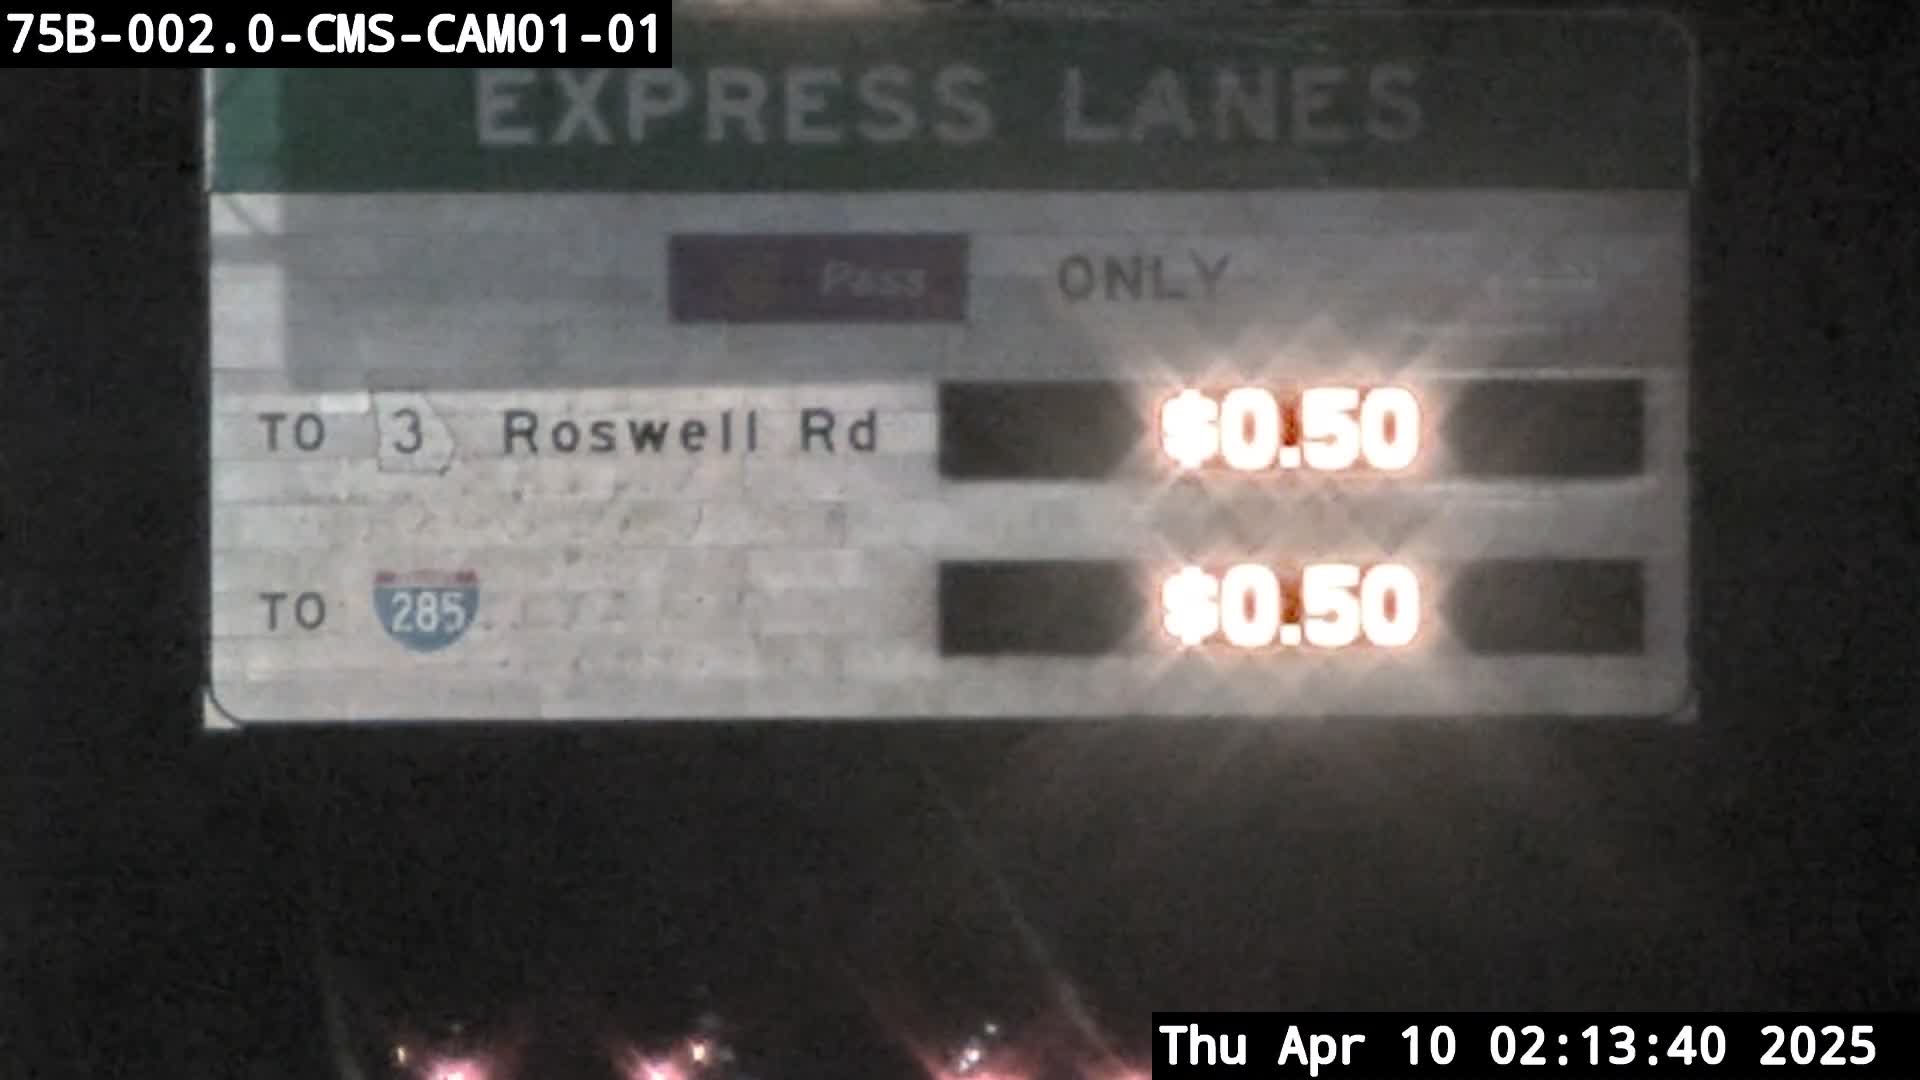 75B-002.0-CMS-CAM01-01
EXPRESS LANES
Pass ONLY
TO 3 Roswell Rd $0.50
TO 285 $0.50
Thu Apr 10 02:13:40 2025